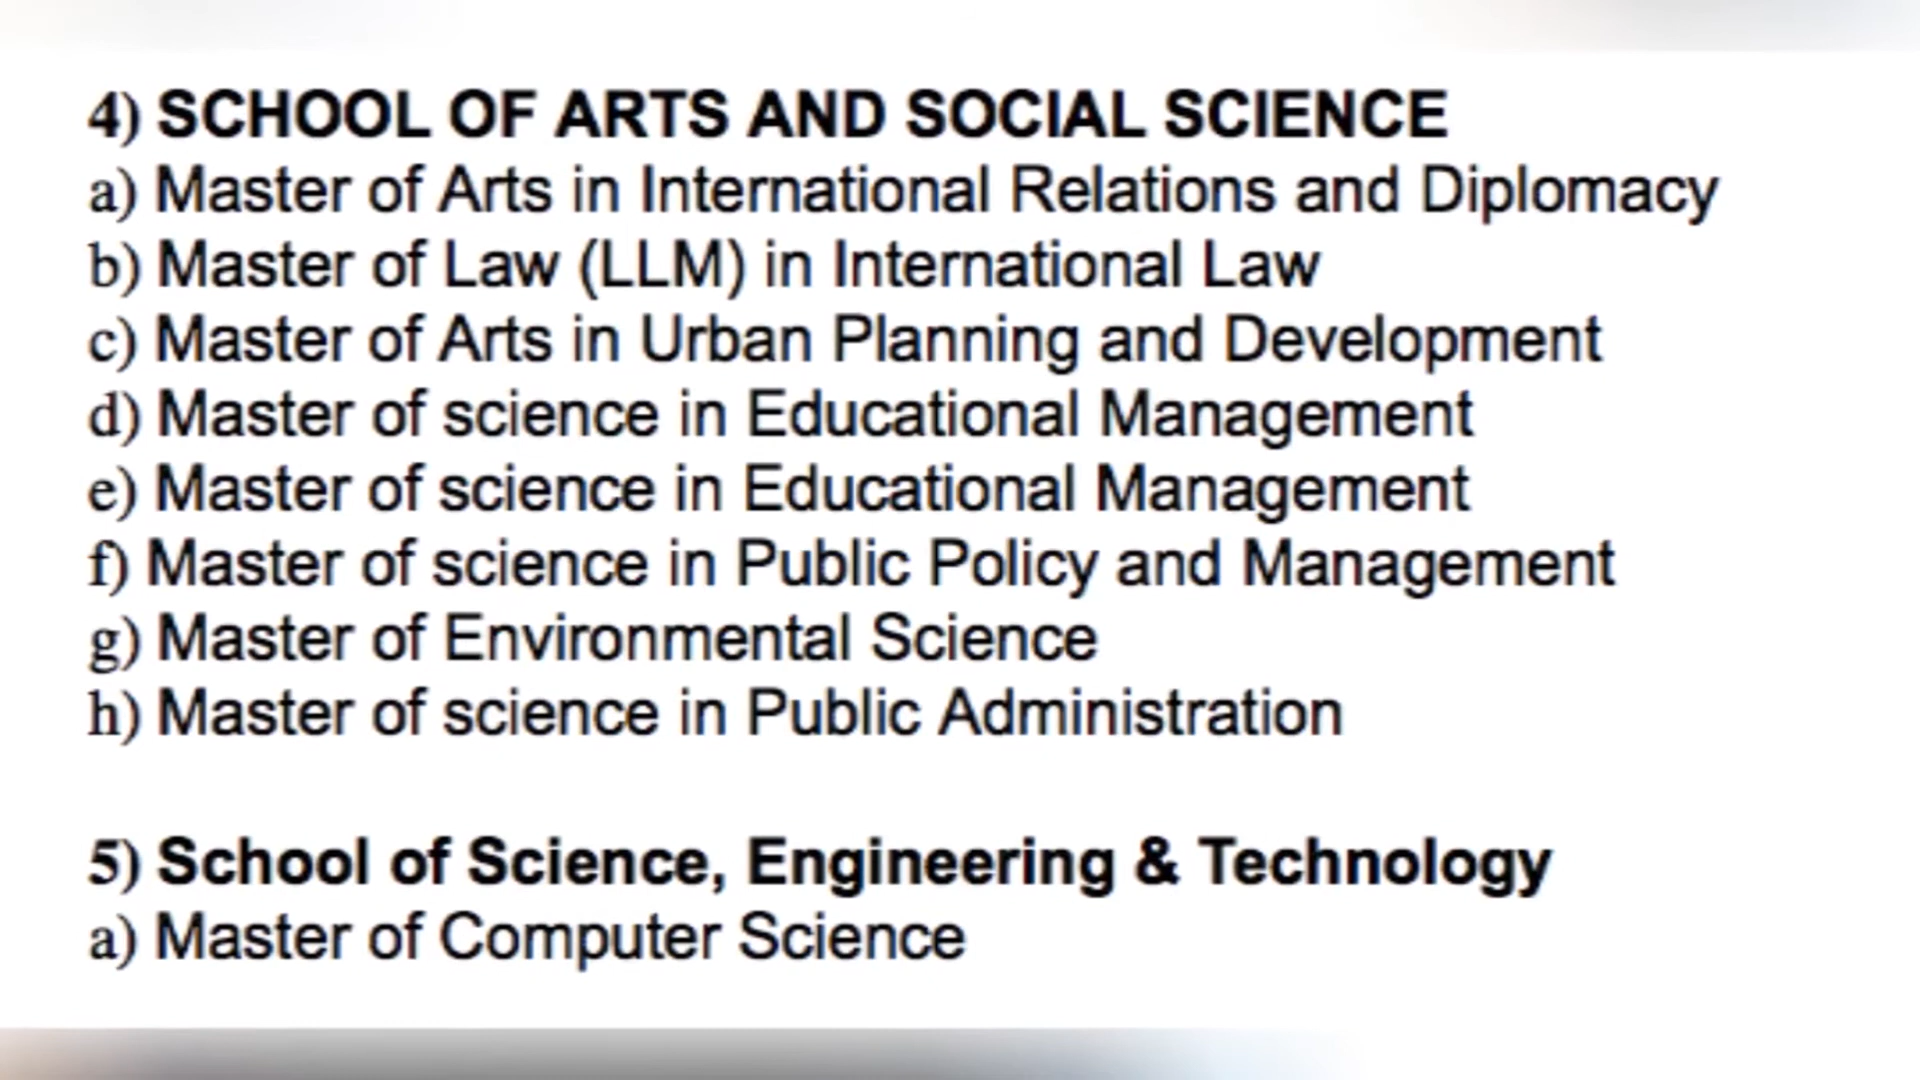 4) SCHOOL OF ARTS AND SOCIAL SCIENCE
a) Master of Arts in International Relations and Diplomacy
b) Master of Law (LLM) in International Law
c) Master of Arts in Urban Planning and Development
d) Master of science in Educational Management
e) Master of science in Educational Management
f) Master of science in Public Policy and Management
g) Master of Environmental Science
h) Master of science in Public Administration
5) School of Science, Engineering & Technology
a) Master of Computer Science